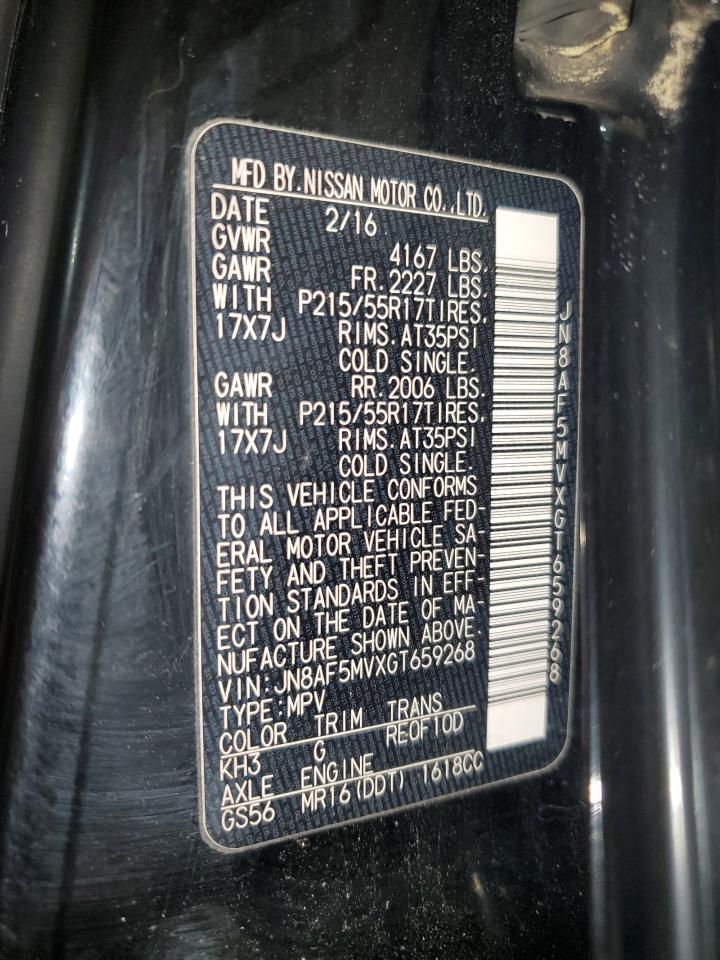 MFD BY.NISSAN MOTOR CO.,LTD.
DATE 2/16
GVWR 4167 LBS.
GAWR FR.2227 LBS.
WITH P215/55R17TIRES.
17X7J RIMS.AT35PSI
COLD SINGLE.
GAWR RR.2006 LBS.
WITH P215/55R17TIRES.
17X7J RIMS.AT35PSI
COLD SINGLE.
THIS VEHICLE CONFORMS
TO ALL APPLICABLE FED-
ERAL MOTOR VEHICLE SA-
FETY AND THEFT PREVEN-
TION STANDARDS IN EFF-
ECT ON THE DATE OF MA-
NUFACTURE SHOWN ABOVE.
VIN:JN8AF5MVXGT659268
TYPE:MPV
COLOR TRIM TRANS
KH3 G RE0F10D
AXLE ENGINE
GS56 MR16(DDT) 1618CC
JN8AF5MVXGT659268